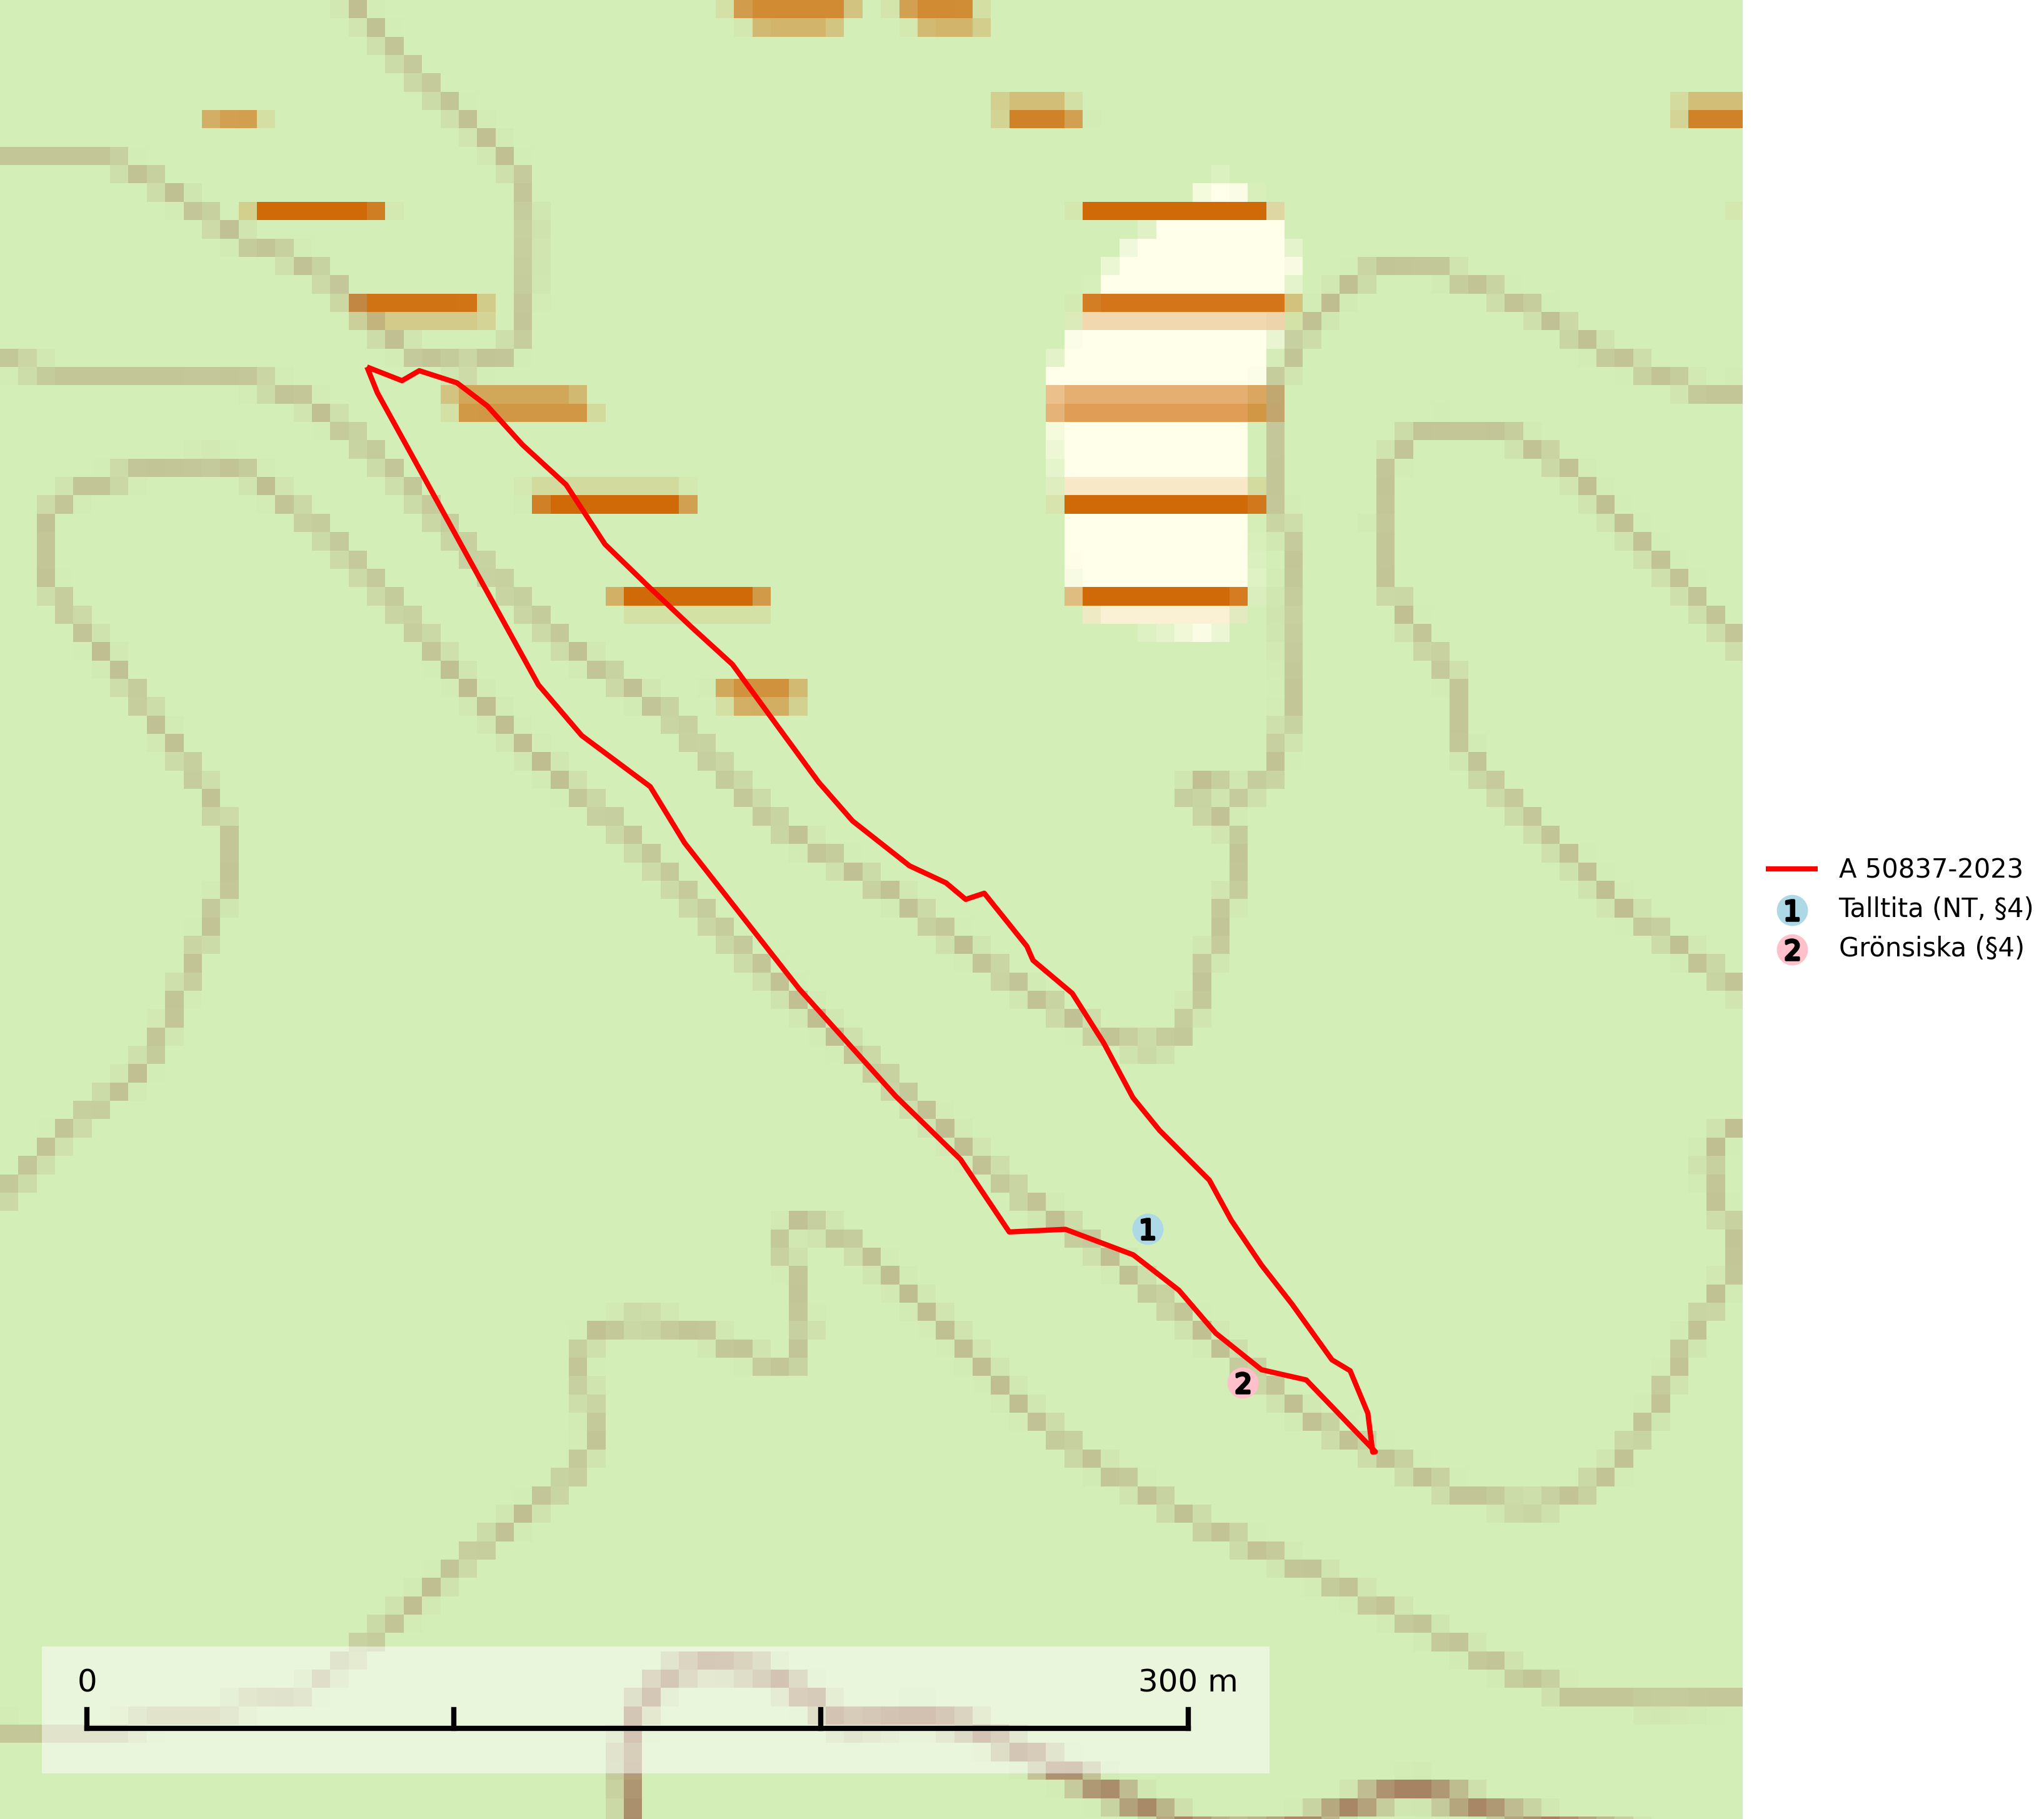 A 50837-2023
1 Talltita (NT, §4)
2 Grönsiska (§4)
1
2
0 300 m